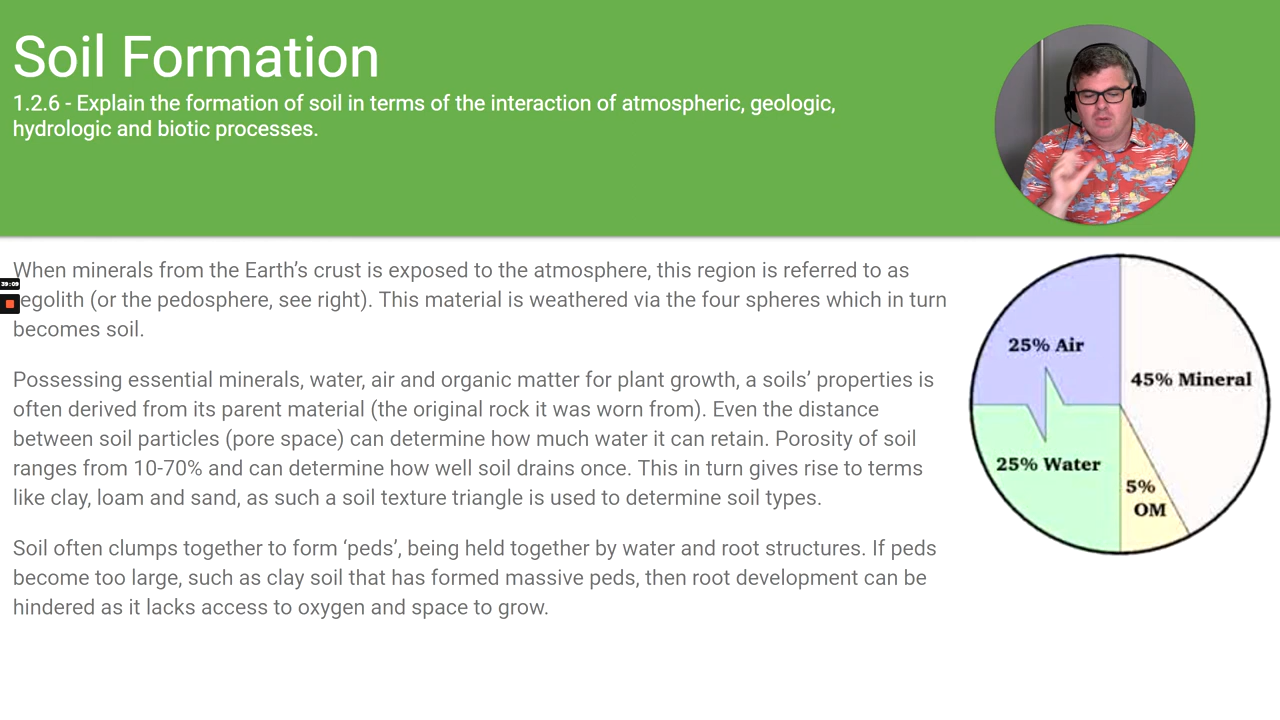 Soil Formation
1.2.6 - Explain the formation of soil in terms of the interaction of atmospheric, geologic,
hydrologic and biotic processes.
When minerals from the Earth’s crust is exposed to the atmosphere, this region is referred to as
egolith (or the pedosphere, see right). This material is weathered via the four spheres which in turn
becomes soil.
Possessing essential minerals, water, air and organic matter for plant growth, a soils’ properties is
often derived from its parent material (the original rock it was worn from). Even the distance
between soil particles (pore space) can determine how much water it can retain. Porosity of soil
ranges from 10-70% and can determine how well soil drains once. This in turn gives rise to terms
like clay, loam and sand, as such a soil texture triangle is used to determine soil types.
Soil often clumps together to form ‘peds’, being held together by water and root structures. If peds
become too large, such as clay soil that has formed massive peds, then root development can be
hindered as it lacks access to oxygen and space to grow.
39:09
25% Air
45% Mineral
25% Water
5%
OM